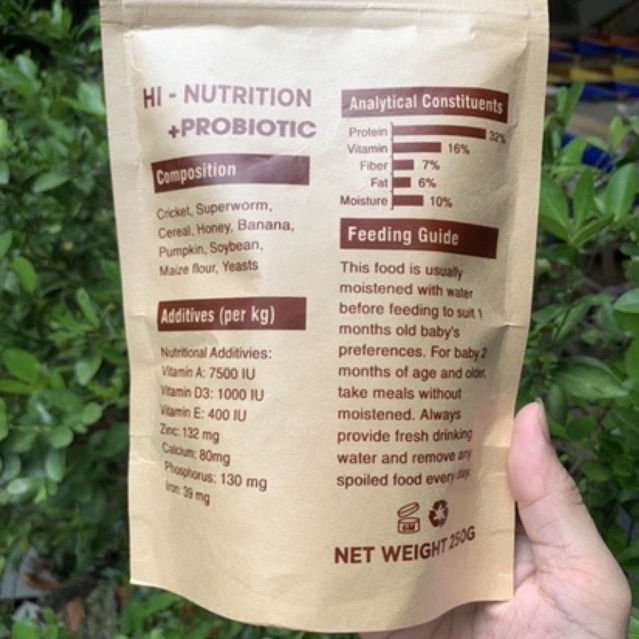 HI - NUTRITION
+PROBIOTIC
Composition
Cricket, Superworm,
Cereal, Honey, Banana,
Pumpkin, Soybean,
Maize flour, Yeasts
Additives (per kg)
Nutritional Additivies:
Vitamin A: 7500 IU
Vitamin D3: 1000 IU
Vitamin E: 400 IU
Zinc: 132 mg
Calcium: 80mg
Phosphorus: 130 mg
Iron: 39 mg
Analytical Constituents
Protein 32%
Vitamin 16%
Fiber 7%
Fat 6%
Moisture 10%
Feeding Guide
This food is usually
moistened with water
before feeding to suit 1
months old baby's
preferences. For baby 2
months of age and older,
take meals without
moistened. Always
provide fresh drinking
water and remove any
spoiled food every day.
6M
NET WEIGHT 250G